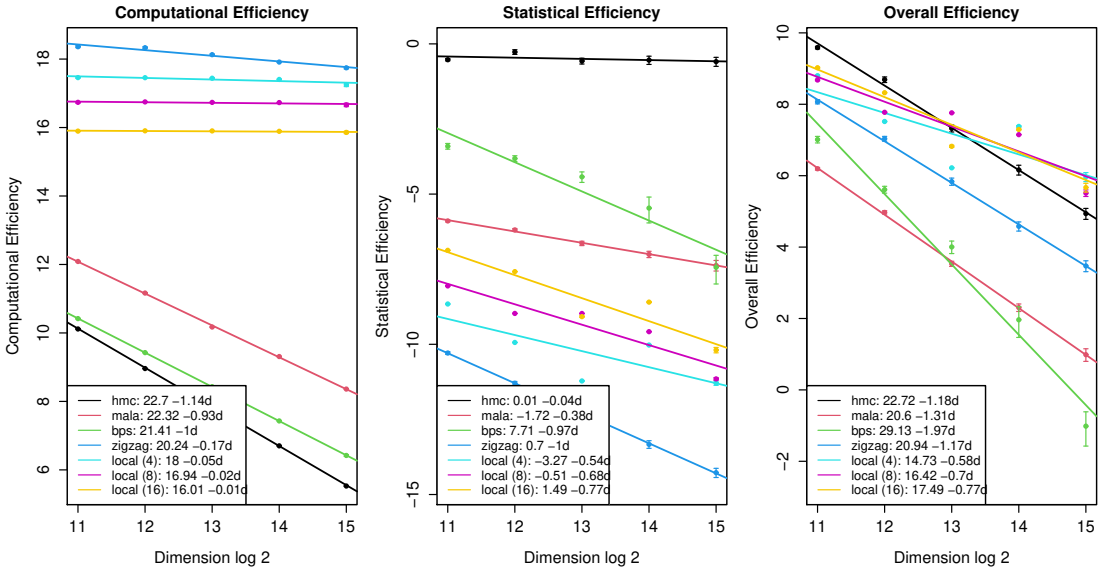 Computational Efficiency
Computational Efficiency
18
16
14
12
10
8
6
hmc: 22.7 −1.14d
mala: 22.32 −0.93d
bps: 21.41 −1d
zigzag: 20.24 −0.17d
local (4): 18 −0.05d
local (8): 16.94 −0.02d
local (16): 16.01 −0.01d
11 12 13 14 15
Dimension log 2
Statistical Efficiency
Statistical Efficiency
0
−5
−10
−15
hmc: 0.01 −0.04d
mala: −1.72 −0.38d
bps: 7.71 −0.97d
zigzag: 0.7 −1d
local (4): −3.27 −0.54d
local (8): −0.51 −0.68d
local (16): 1.49 −0.77d
11 12 13 14 15
Dimension log 2
Overall Efficiency
Overall Efficiency
10
8
6
4
2
0
−2
hmc: 22.72 −1.18d
mala: 20.6 −1.31d
bps: 29.13 −1.97d
zigzag: 20.94 −1.17d
local (4): 14.73 −0.58d
local (8): 16.42 −0.7d
local (16): 17.49 −0.77d
11 12 13 14 15
Dimension log 2